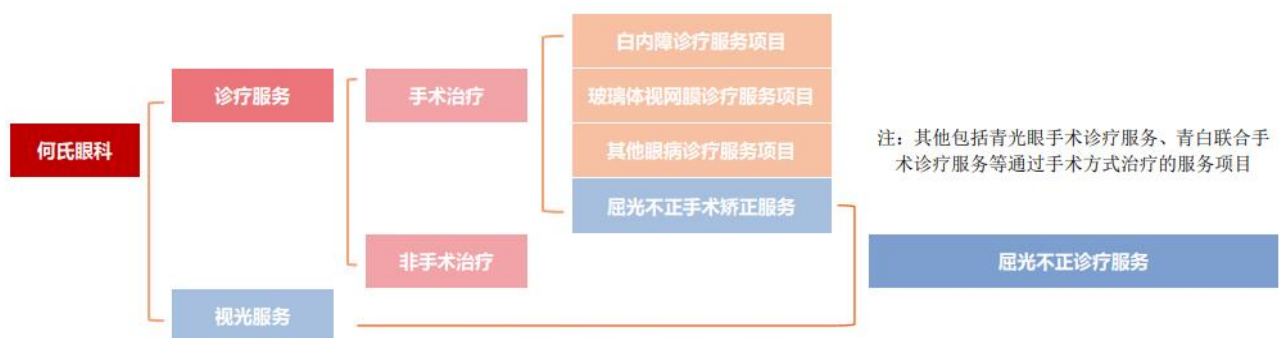 何氏眼科
诊疗服务
视光服务
手术治疗
非手术治疗
白内障诊疗服务项目
玻璃体视网膜诊疗服务项目
其他眼病诊疗服务项目
屈光不正手术矫正服务
注：其他包括青光眼手术诊疗服务、青白联合手
术诊疗服务等通过手术方式治疗的服务项目
屈光不正诊疗服务